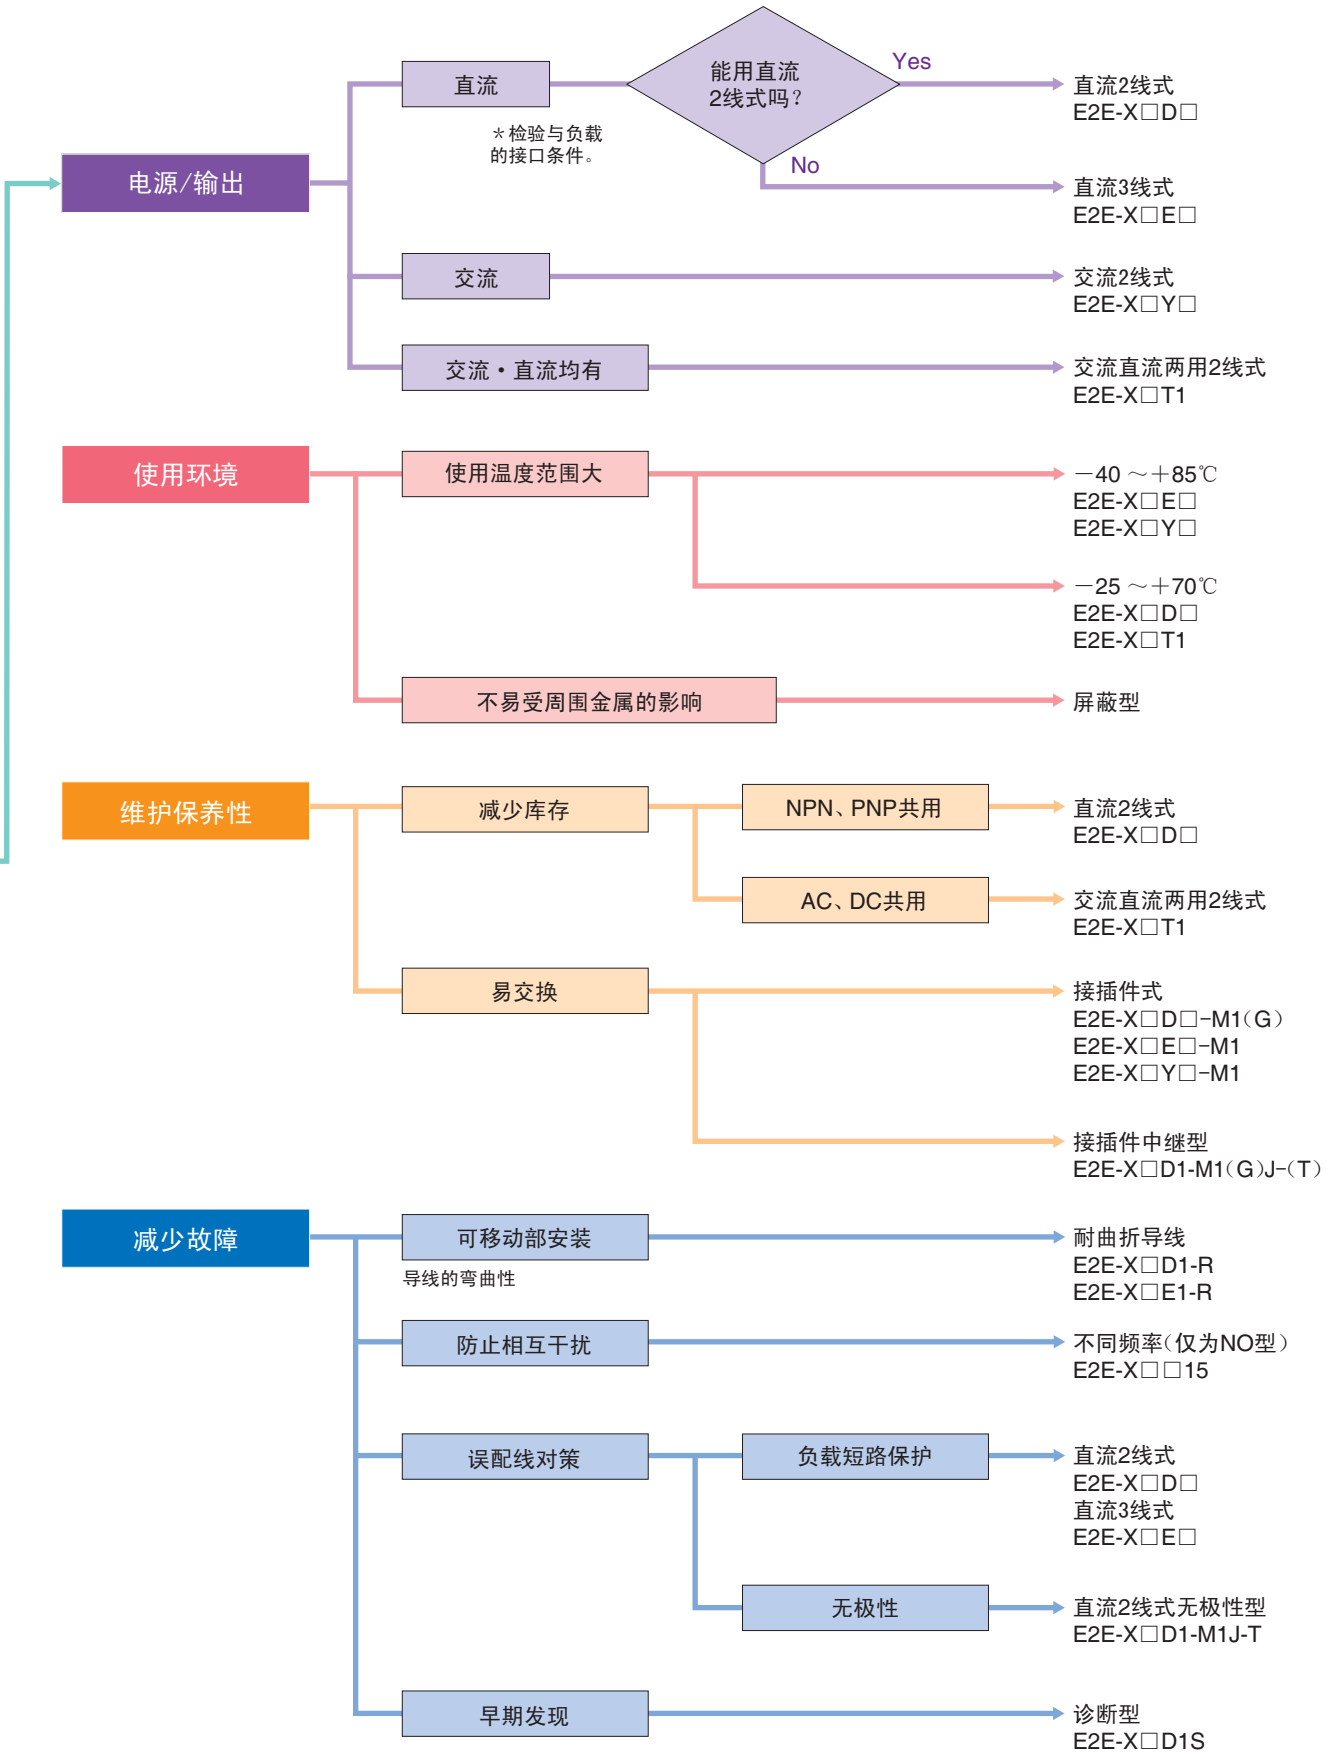 电源/输出
直流
*检验与负载
的接口条件。
能用直流
2线式吗？
Yes
No
直流2线式
E2E-X□D□
直流3线式
E2E-X□E□
交流
交流2线式
E2E-X□Y□
交流・直流均有
交流直流两用2线式
E2E-X□T1
使用环境
使用温度范围大
－40 ～＋85℃
E2E-X□E□
E2E-X□Y□
－25 ～＋70℃
E2E-X□D□
E2E-X□T1
不易受周围金属的影响
屏蔽型
维护保养性
减少库存
NPN、PNP共用
直流2线式
E2E-X□D□
AC、DC共用
交流直流两用2线式
E2E-X□T1
易交换
接插件式
E2E-X□D□-M1(G)
E2E-X□E□-M1
E2E-X□Y□-M1
接插件中继型
E2E-X□D1-M1(G)J-(T)
减少故障
可移动部安装
导线的弯曲性
耐曲折导线
E2E-X□D1-R
E2E-X□E1-R
防止相互干扰
不同频率(仅为NO型)
E2E-X□□15
误配线对策
负载短路保护
直流2线式
E2E-X□D□
直流3线式
E2E-X□E□
无极性
直流2线式无极性型
E2E-X□D1-M1J-T
早期发现
诊断型
E2E-X□D1S